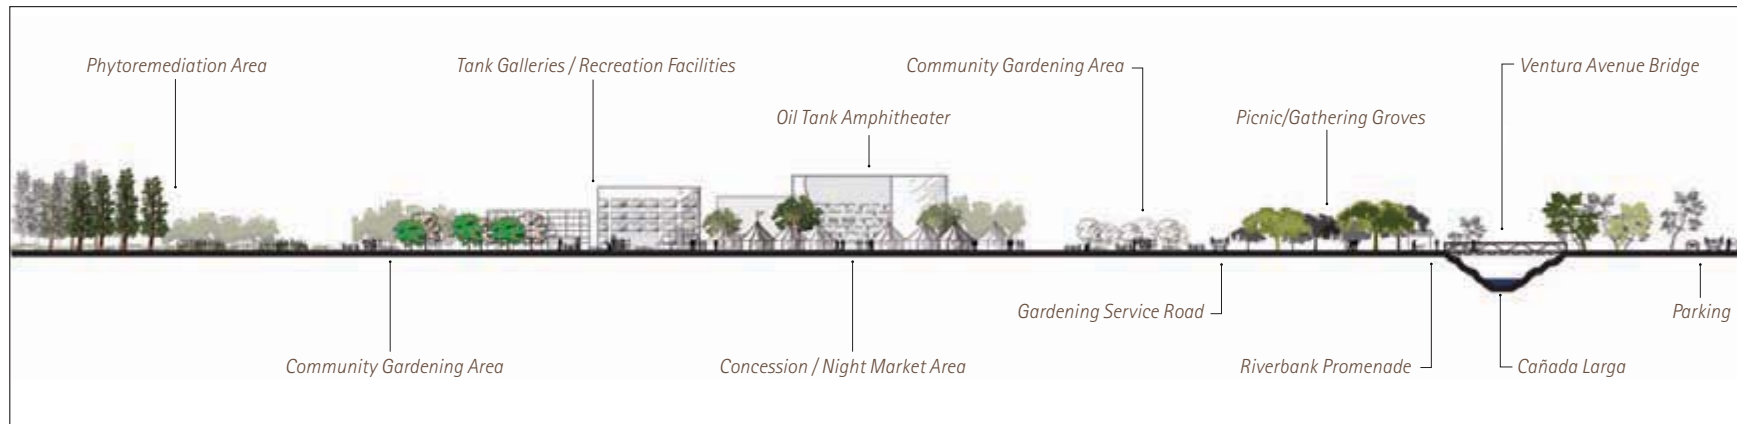 Phytoremediation Area
Tank Galleries / Recreation Facilities
Community Gardening Area
Ventura Avenue Bridge
Oil Tank Amphitheater
Picnic/Gathering Groves
Gardening Service Road
Parking
Community Gardening Area
Concession / Night Market Area
Riverbank Promenade
Cañada Larga